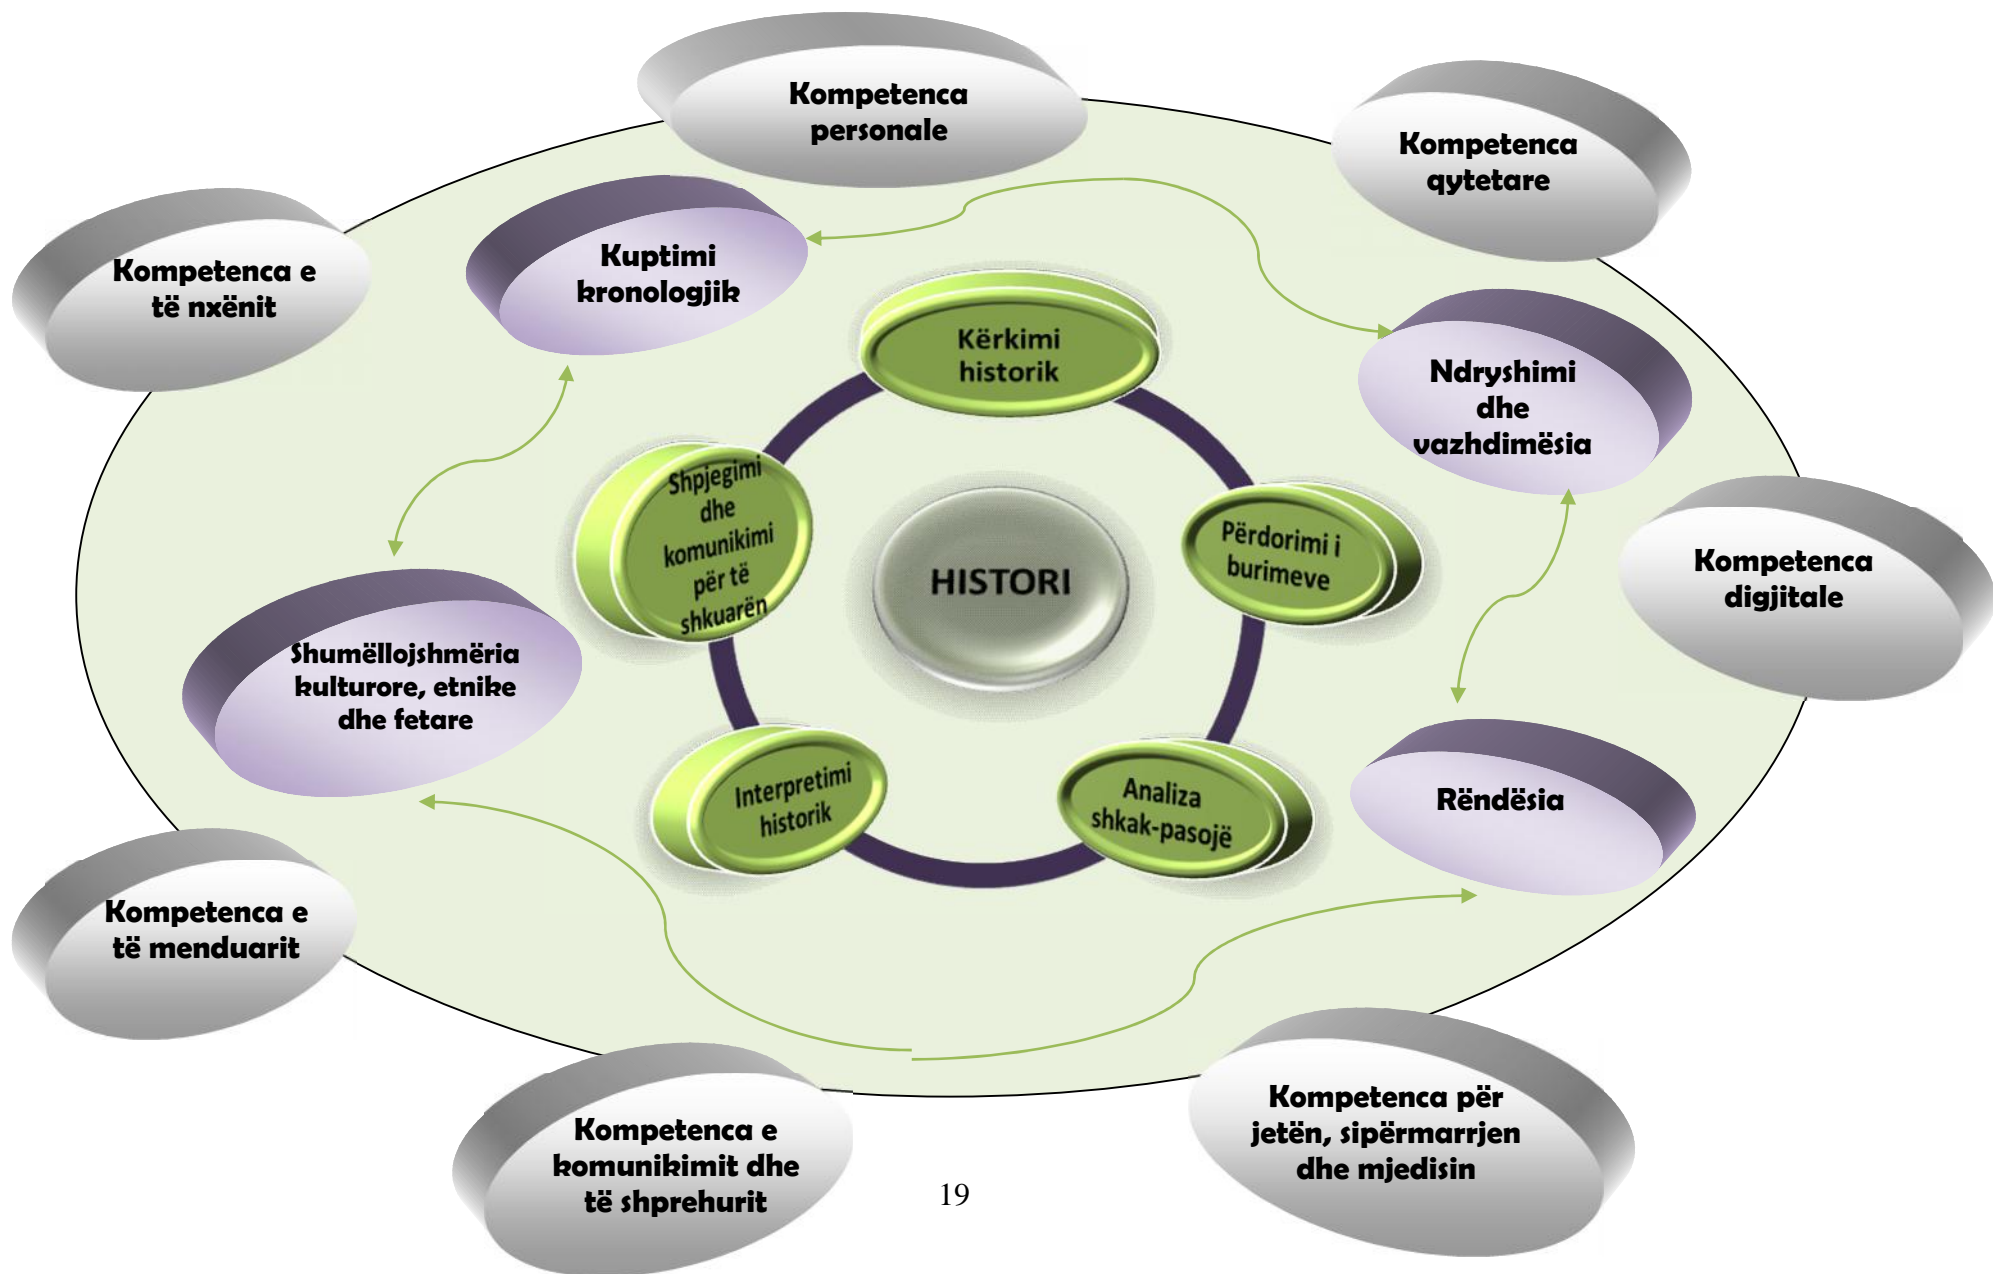 Kompetenca
personale
Kompetenca
qytetare
Kompetenca e
të nxënit
Kuptimi
kronologjik
Kërkimi
historik
Ndryshimi
dhe
vazhdimësia
Shpjegimi
dhe
komunikimi
për të
shkuarën
HISTORI
Përdorimi i
burimeve
Kompetenca
digjitale
Shumëllojshmëria
kulturore, etnike
dhe fetare
Interpretimi
historik
Analiza
shkak-pasojë
Rëndësia
Kompetenca e
të menduarit
Kompetenca e
komunikimit dhe
të shprehurit
Kompetenca për
jetën, sipërmarrjen
dhe mjedisin
19